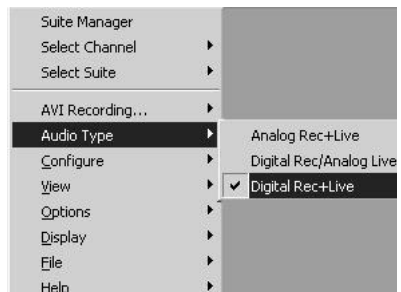 Suite Manager
Select Channel
Select Suite
AVI Recording...
Audio Type
Analog Rec+Live
Configure
Digital Rec/Analog Live
View
Digital Rec+Live
Options
Display
File
Help